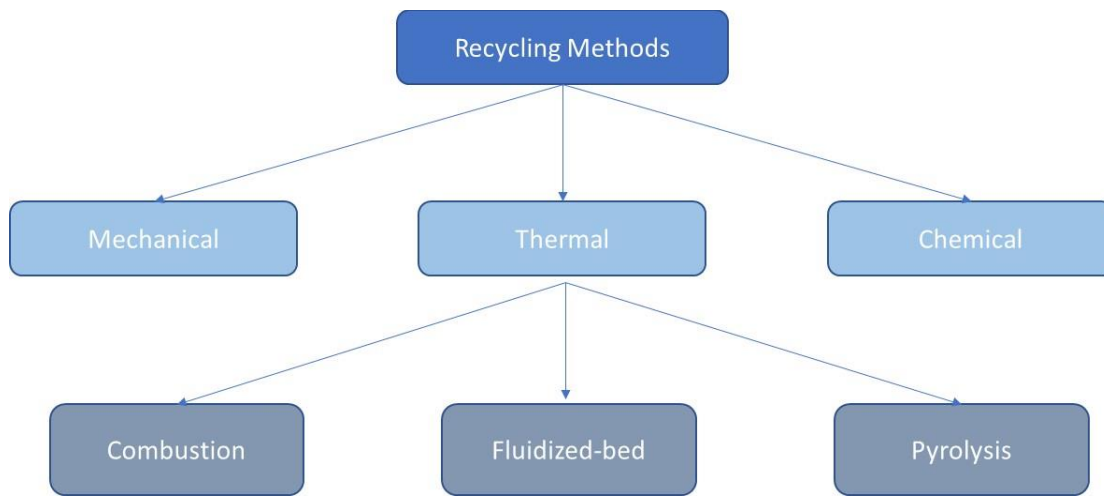 Recycling Methods
Mechanical
Thermal
Chemical
Combustion
Fluidized-bed
Pyrolysis